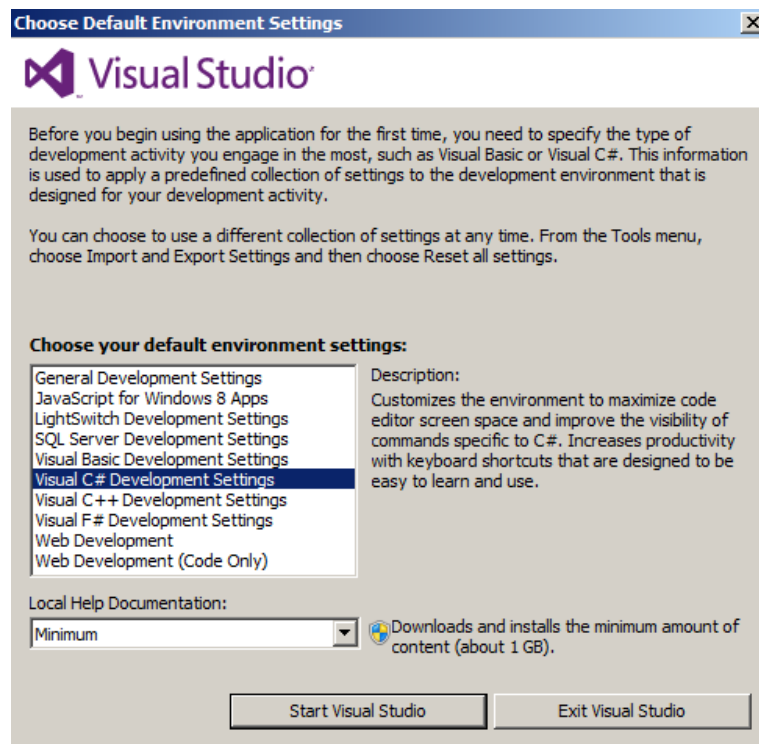 Choose Default Environment Settings
Visual Studio
Before you begin using the application for the first time, you need to specify the type of
development activity you engage in the most, such as Visual Basic or Visual C#. This information
is used to apply a predefined collection of settings to the development environment that is
designed for your development activity.
You can choose to use a different collection of settings at any time. From the Tools menu,
choose Import and Export Settings and then choose Reset all settings.
Choose your default environment settings:
General Development Settings
JavaScript for Windows 8 Apps
LightSwitch Development Settings
SQL Server Development Settings
Visual Basic Development Settings
Visual C# Development Settings
Visual C++ Development Settings
Visual F# Development Settings
Web Development
Web Development (Code Only)
Description:
Customizes the environment to maximize code
editor screen space and improve the visibility of
commands specific to C#. Increases productivity
with keyboard shortcuts that are designed to be
easy to learn and use.
Local Help Documentation:
Minimum
Downloads and installs the minimum amount of
content (about 1 GB).
Start Visual Studio
Exit Visual Studio